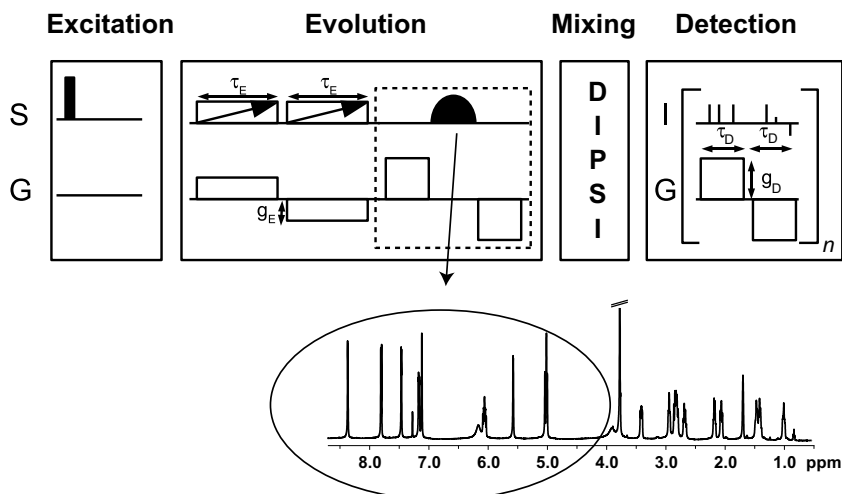 Excitation Evolution Mixing Detection
τE τE
S
G
gE
D
I
P
S
I
I
τD τD
G
gD
n
8.0 7.0 6.0 5.0 4.0 3.0 2.0 1.0 ppm